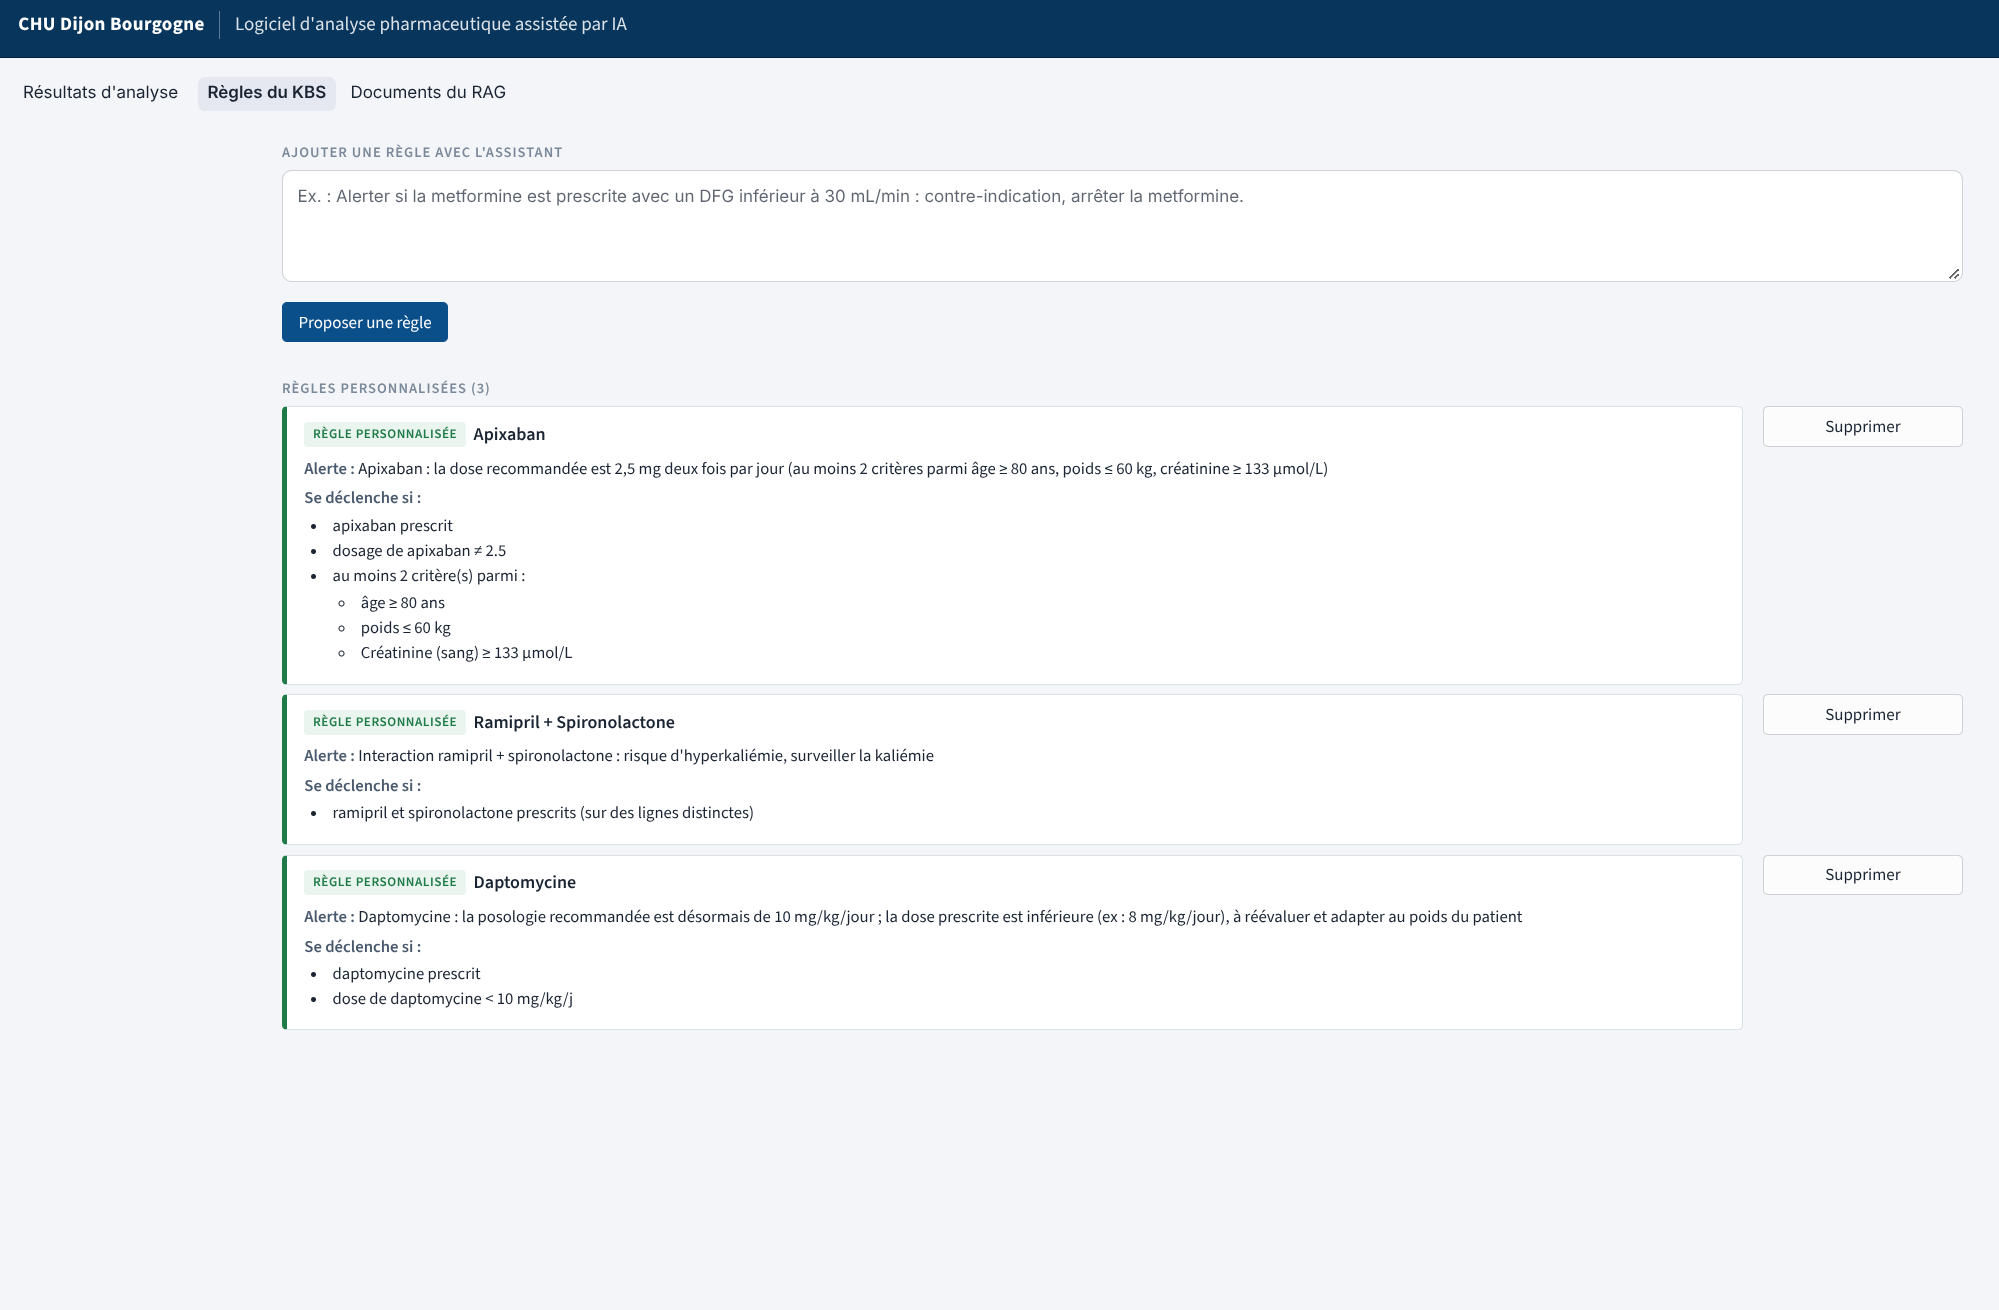 CHU Dijon Bourgogne | Logiciel d'analyse pharmaceutique assistée par IA
Résultats d'analyse Règles du KBS Documents du RAG
AJOUTER UNE RÈGLE AVEC L'ASSISTANT
Ex. : Alerter si la metformine est prescrite avec un DFG inférieur à 30 mL/min : contre-indication, arrêter la metformine.
Proposer une règle
RÈGLES PERSONNALISÉES (3)
RÈGLE PERSONNALISÉE Apixaban
Supprimer
Alerte : Apixaban : la dose recommandée est 2,5 mg deux fois par jour (au moins 2 critères parmi âge ≥ 80 ans, poids ≤ 60 kg, créatinine ≥ 133 µmol/L)
Se déclenche si :
• apixaban prescrit
• dosage de apixaban ≠ 2.5
• au moins 2 critère(s) parmi :
◦ âge ≥ 80 ans
◦ poids ≤ 60 kg
◦ Créatinine (sang) ≥ 133 µmol/L
RÈGLE PERSONNALISÉE Ramipril + Spironolactone
Supprimer
Alerte : Interaction ramipril + spironolactone : risque d'hyperkaliémie, surveiller la kaliémie
Se déclenche si :
• ramipril et spironolactone prescrits (sur des lignes distinctes)
RÈGLE PERSONNALISÉE Daptomycine
Supprimer
Alerte : Daptomycine : la posologie recommandée est désormais de 10 mg/kg/jour ; la dose prescrite est inférieure (ex : 8 mg/kg/jour), à réévaluer et adapter au poids du patient
Se déclenche si :
• daptomycine prescrit
• dose de daptomycine < 10 mg/kg/j